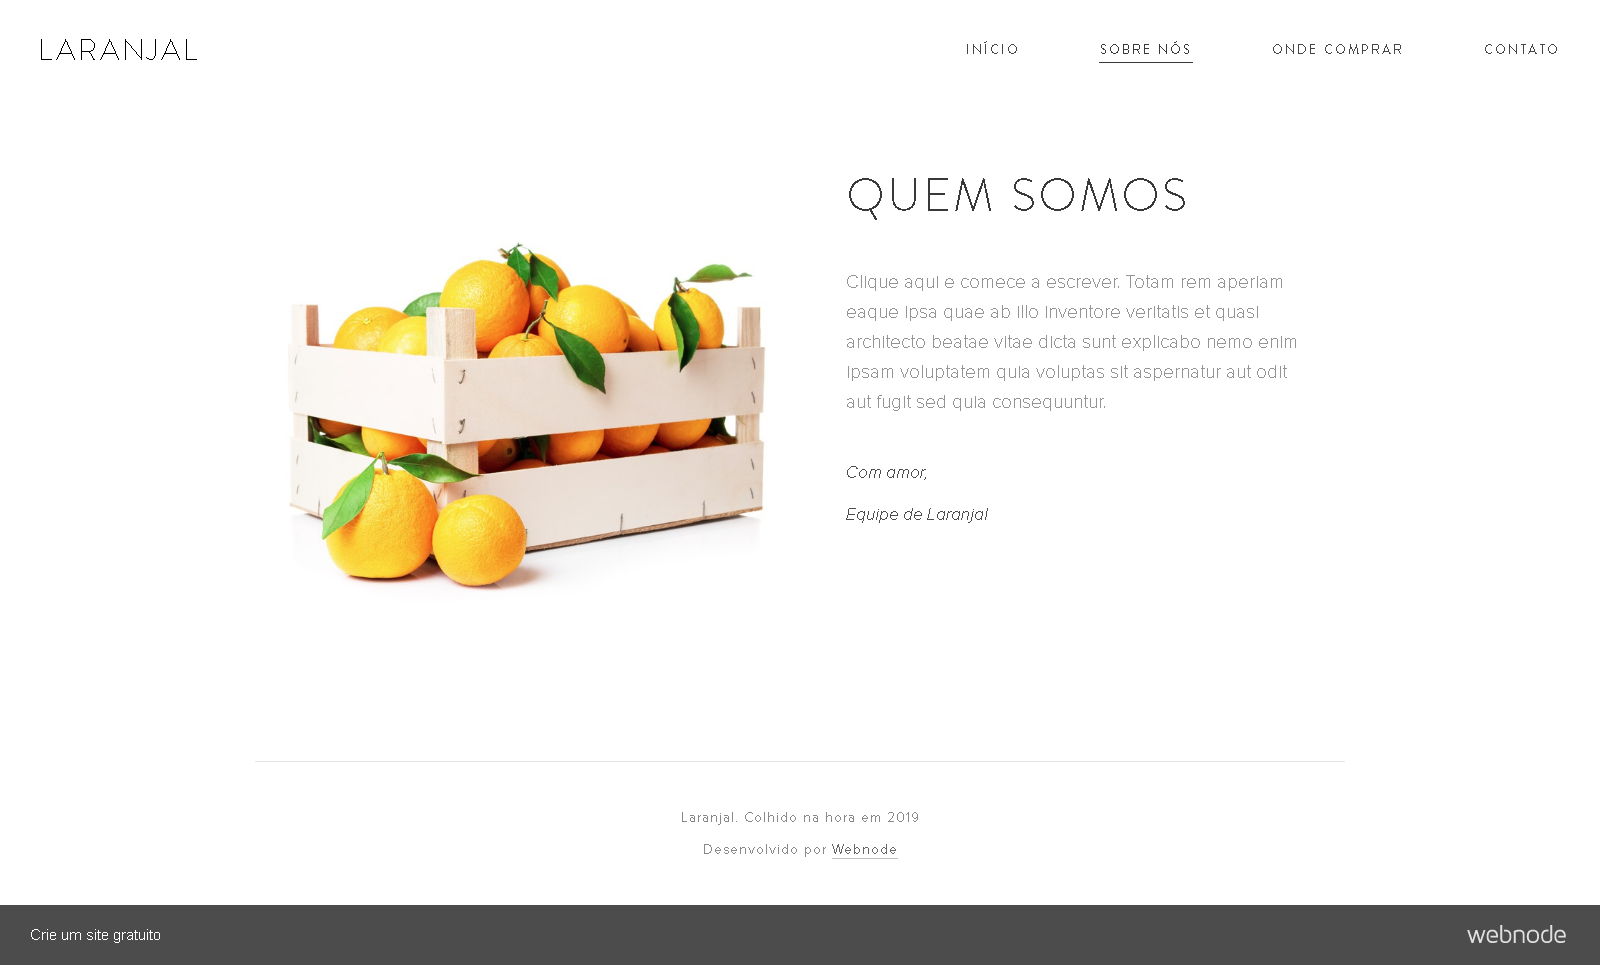 LARANJAL
INÍCIO
SOBRE NÓS
ONDE COMPRAR
CONTATO
QUEM SOMOS
Clique aqui e comece a escrever. Totam rem aperiam
eaque ipsa quae ab illo inventore veritatis et quasi
architecto beatae vitae dicta sunt explicabo nemo enim
ipsam voluptatem quia voluptas sit aspernatur aut odit
aut fugit sed quia consequuntur.
Com amor,
Equipe de Laranjal
Laranjal. Colhido na hora em 2019
Desenvolvido por Webnode
Crie um site gratuito
webnode